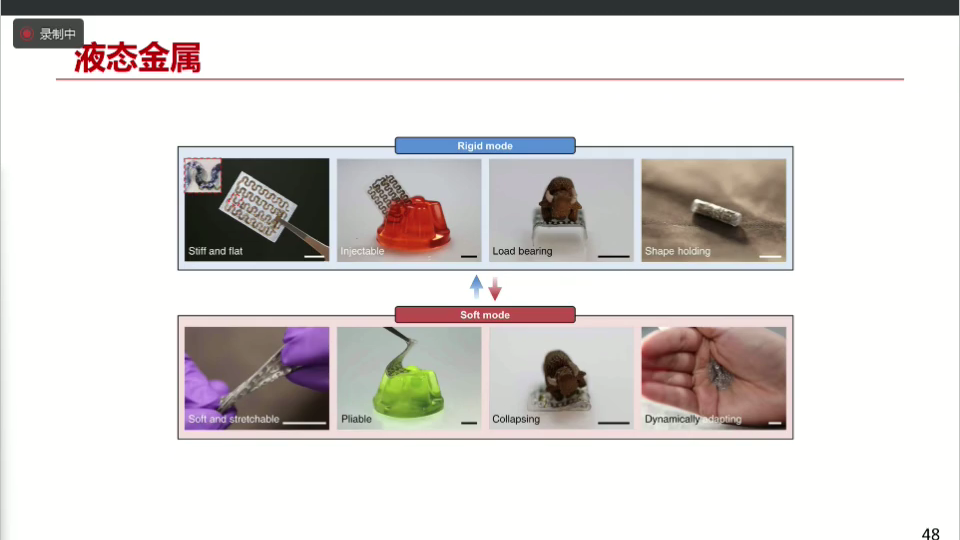 录制中
液态金属
Rigid mode
Stiff and flat
Injectable
Load bearing
Shape holding
Soft mode
Soft and stretchable
Pliable
Collapsing
Dynamically adapting
48